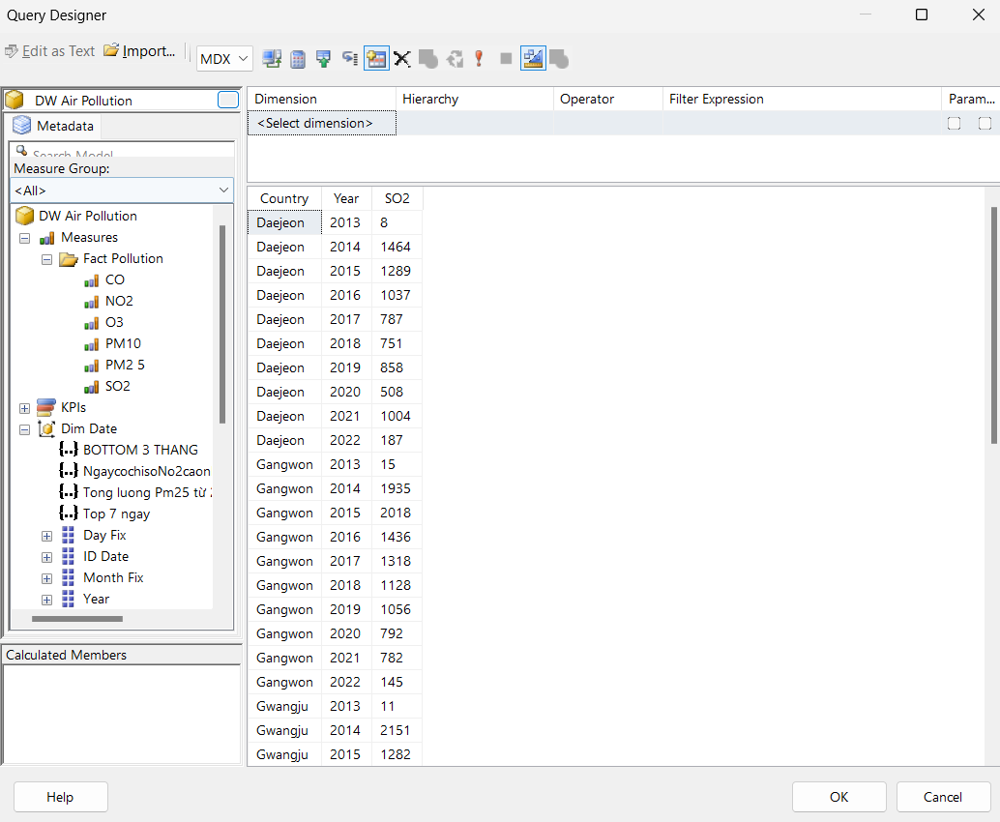 Query Designer
Edit as Text Import... MDX
DW Air Pollution
Metadata
Search Model
Measure Group:
<All>
DW Air Pollution
Measures
Fact Pollution
CO
NO2
O3
PM10
PM2 5
SO2
KPIs
Dim Date
BOTTOM 3 THANG
NgaycochisoNo2caon
Tong luong Pm25 từ
Top 7 ngay
Day Fix
ID Date
Month Fix
Year
Calculated Members
Dimension Hierarchy Operator Filter Expression Param...
<Select dimension>
Country Year SO2
Daejeon 2013 8
Daejeon 2014 1464
Daejeon 2015 1289
Daejeon 2016 1037
Daejeon 2017 787
Daejeon 2018 751
Daejeon 2019 858
Daejeon 2020 508
Daejeon 2021 1004
Daejeon 2022 187
Gangwon 2013 15
Gangwon 2014 1935
Gangwon 2015 2018
Gangwon 2016 1436
Gangwon 2017 1318
Gangwon 2018 1128
Gangwon 2019 1056
Gangwon 2020 792
Gangwon 2021 782
Gangwon 2022 145
Gwangju 2013 11
Gwangju 2014 2151
Gwangju 2015 1282
Help OK Cancel